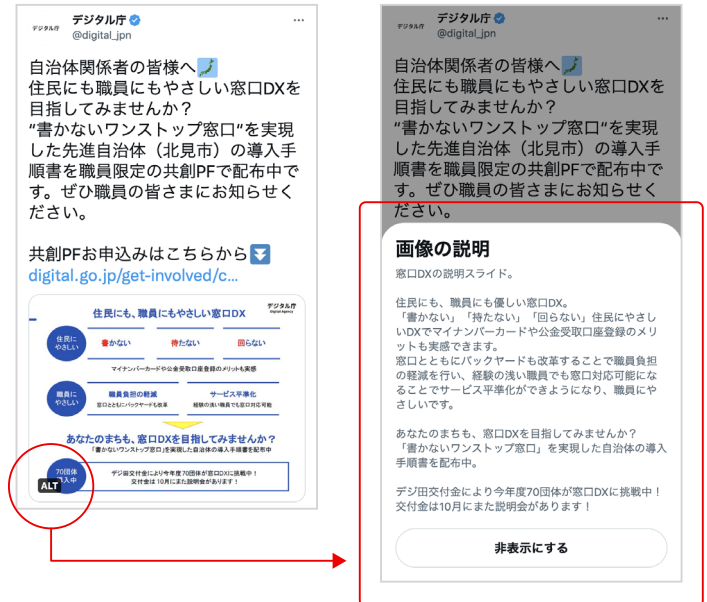 デジタル庁
デジタル庁
@digital_jpn
自治体関係者の皆様へ🗾
住民にも職員にもやさしい窓口DXを
目指してみませんか？
“書かないワンストップ窓口“を実現
した先進自治体（北見市）の導入手
順書を職員限定の共創PFで配布中で
す。ぜひ職員の皆さまにお知らせく
ださい。
共創PFお申込みはこちらから⏬
digital.go.jp/get-involved/c...
デジタル庁
Digital Agency
住民にも、職員にもやさしい窓口DX
住民に
やさしい
書かない 待たない 回らない
マイナンバーカードや公金受取口座登録のメリットも実感
職員に
やさしい
職員負担の軽減 サービス平準化
窓口とともにバックヤードも改革 経験の浅い職員でも窓口対応可能
あなたのまちも、窓口DXを目指してみませんか？
「書かないワンストップ窓口」を実現した自治体の導入手順書を配布中
70団体
導入中
ALT
デジ田交付金により今年度70団体が窓口DXに挑戦中！
交付金は10月にまた説明会があります！
デジタル庁
デジタル庁
@digital_jpn
自治体関係者の皆様へ🗾
住民にも職員にもやさしい窓口DXを
目指してみませんか？
“書かないワンストップ窓口“を実現
した先進自治体（北見市）の導入手
順書を職員限定の共創PFで配布中で
す。ぜひ職員の皆さまにお知らせく
ださい。
画像の説明
窓口DXの説明スライド。
住民にも、職員にも優しい窓口DX。
「書かない」「持たない」「回らない」住民にやさし
いDXでマイナンバーカードや公金受取口座登録のメリ
ットも実感できます。
窓口とともにバックヤードも改革することで職員負担
の軽減を行い、経験の浅い職員でも窓口対応可能にな
ることでサービス平準化ができようになり、職員にや
さしいです。
あなたのまちも、窓口DXを目指してみませんか？
「書かないワンストップ窓口」を実現した自治体の導入
手順書を配布中。
デジ田交付金により今年度70団体が窓口DXに挑戦中！
交付金は10月にまた説明会があります！
非表示にする